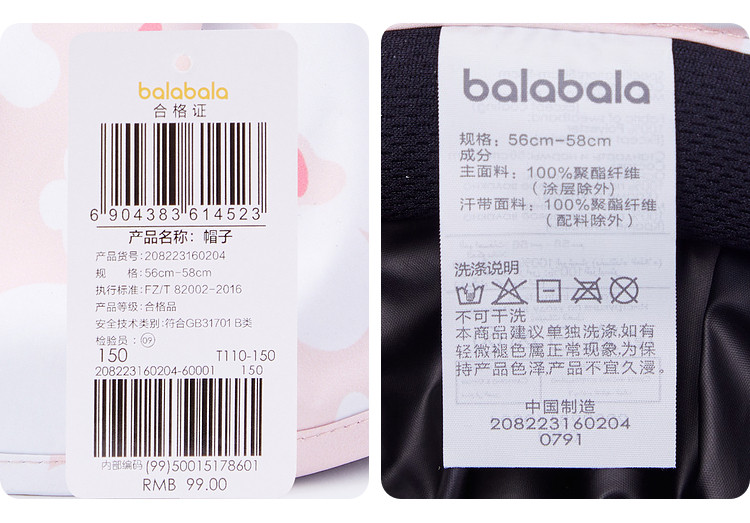 balabala
合格证
6 904383 614523
产品名称：帽子
产品货号:208223160204
规 格:56cm-58cm
执行标准:FZ/T 82002-2016
产品等级:合格品
安全技术类别:符合GB31701 B类
检验员：09
150 T110-150
208223160204-60001 150
内部编码 (99)50015178601
RMB 99.00
balabala
规格：56cm-58cm
成分
主面料：100%聚酯纤维
（涂层除外）
汗带面料：100%聚酯纤维
（配料除外）
洗涤说明
不可干洗
本商品建议单独洗涤,如有
轻微褪色属正常现象,为保
持产品色泽,产品不宜久浸。
中国制造
208223160204
0791